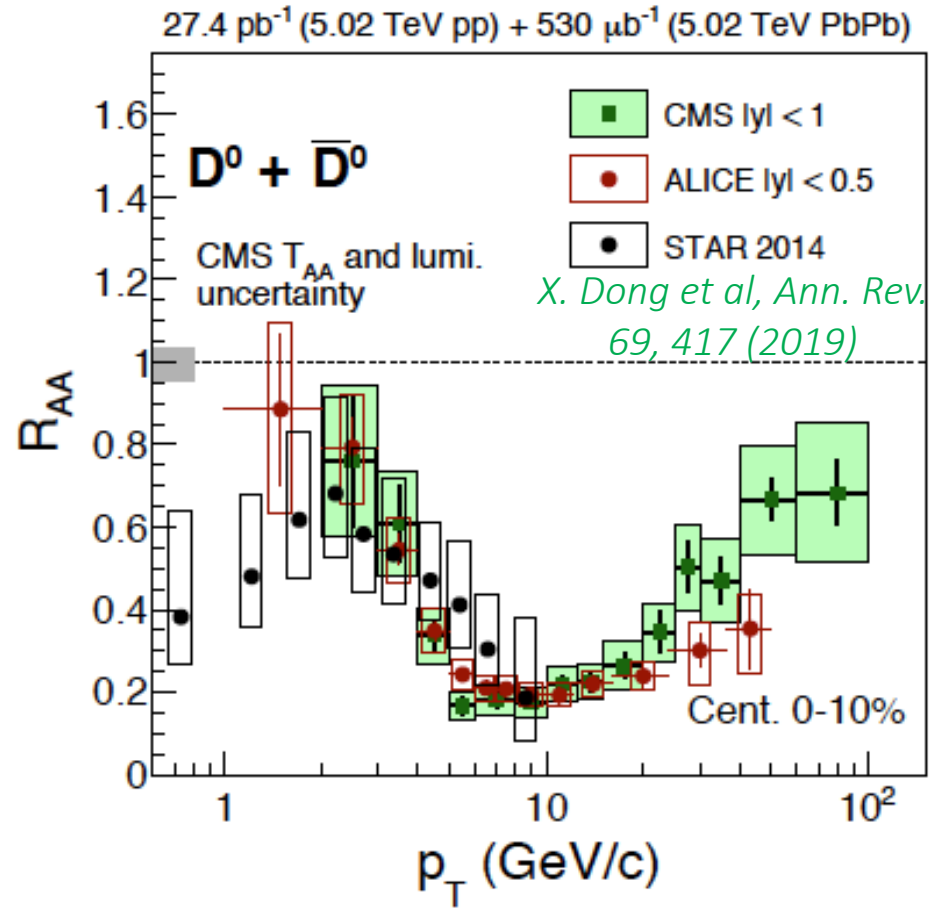 27.4 pb⁻¹ (5.02 TeV pp) + 530 μb⁻¹ (5.02 TeV PbPb)
CMS |y| < 1
ALICE |y| < 0.5
STAR 2014
D⁰ + D̅⁰
CMS T_AA and lumi.
uncertainty
X. Dong et al, Ann. Rev.
69, 417 (2019)
R_AA
1.6
1.4
1.2
1
0.8
0.6
0.4
0.2
0
Cent. 0-10%
1
10
10²
p_T (GeV/c)